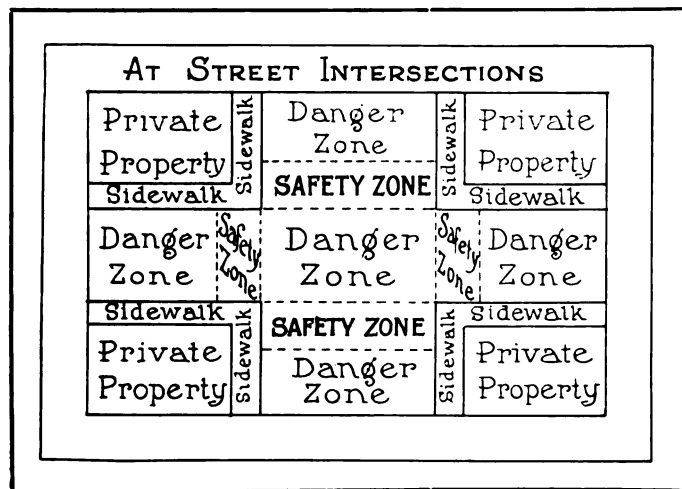 AT STREET INTERSECTIONS
Private
Property
Sidewalk
Sidewalk
Danger
Zone
SAFETY ZONE
Sidewalk
Private
Property
Sidewalk
Danger
Zone
Safety
Zone
Danger
Zone
Safety
Zone
Danger
Zone
Sidewalk
Private
Property
Sidewalk
SAFETY ZONE
Danger
Zone
Sidewalk
Sidewalk
Private
Property